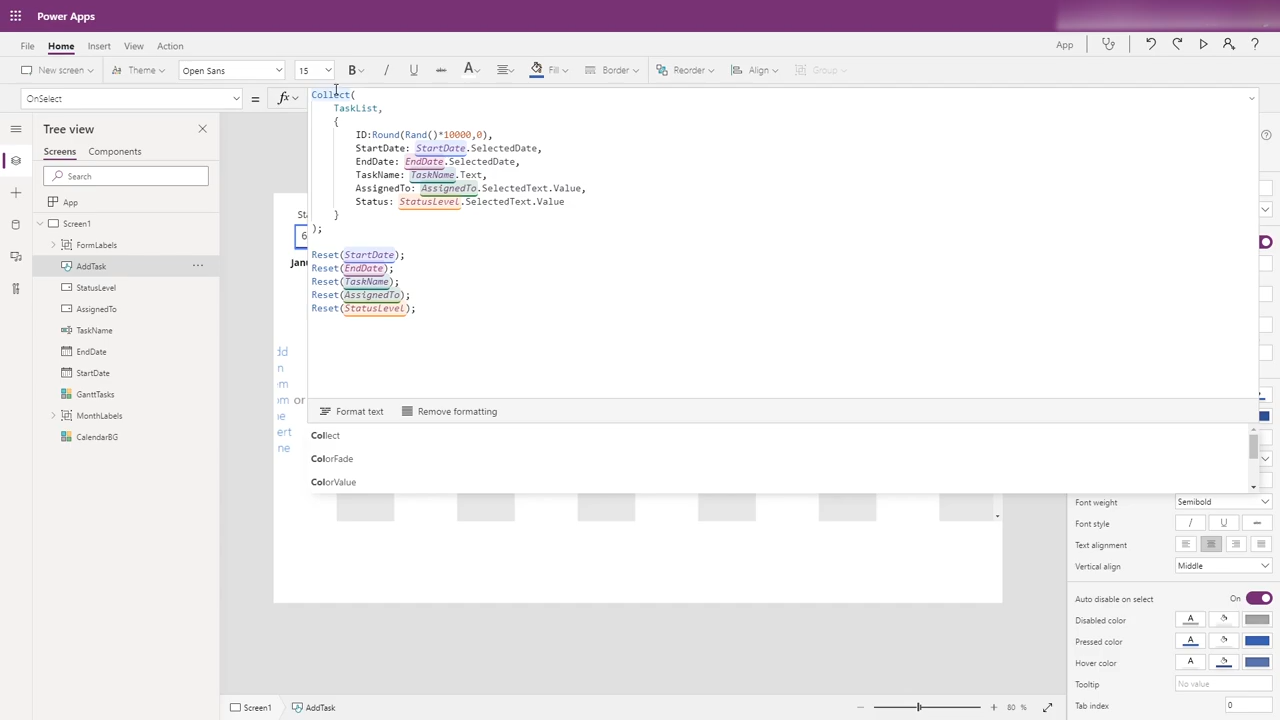 Power Apps
File
Home
Insert
View
Action
App
New screen
Theme
Open Sans
15
B
Fill
Border
Reorder
Align
Group
OnSelect
=
fx
Tree view
Screens
Components
Search
App
Screen1
FormLabels
AddTask
StatusLevel
AssignedTo
TaskName
EndDate
StartDate
GanttTasks
MonthLabels
CalendarBG
Collect(
TaskList,
{
ID:Round(Rand()*10000,0),
StartDate: StartDate.SelectedDate,
EndDate: EndDate.SelectedDate,
TaskName: TaskName.Text,
AssignedTo: AssignedTo.SelectedText.Value,
Status: StatusLevel.SelectedText.Value
}
);
Reset(StartDate);
Reset(EndDate);
Reset(TaskName);
Reset(AssignedTo);
Reset(StatusLevel);
Format text
Remove formatting
Collect
ColorFade
ColorValue
Font weight
Semibold
Font style
Text alignment
Vertical align
Middle
Auto disable on select
On
Disabled color
Pressed color
Hover color
Tooltip
No value
Tab index
0
Screen1
AddTask
80 %